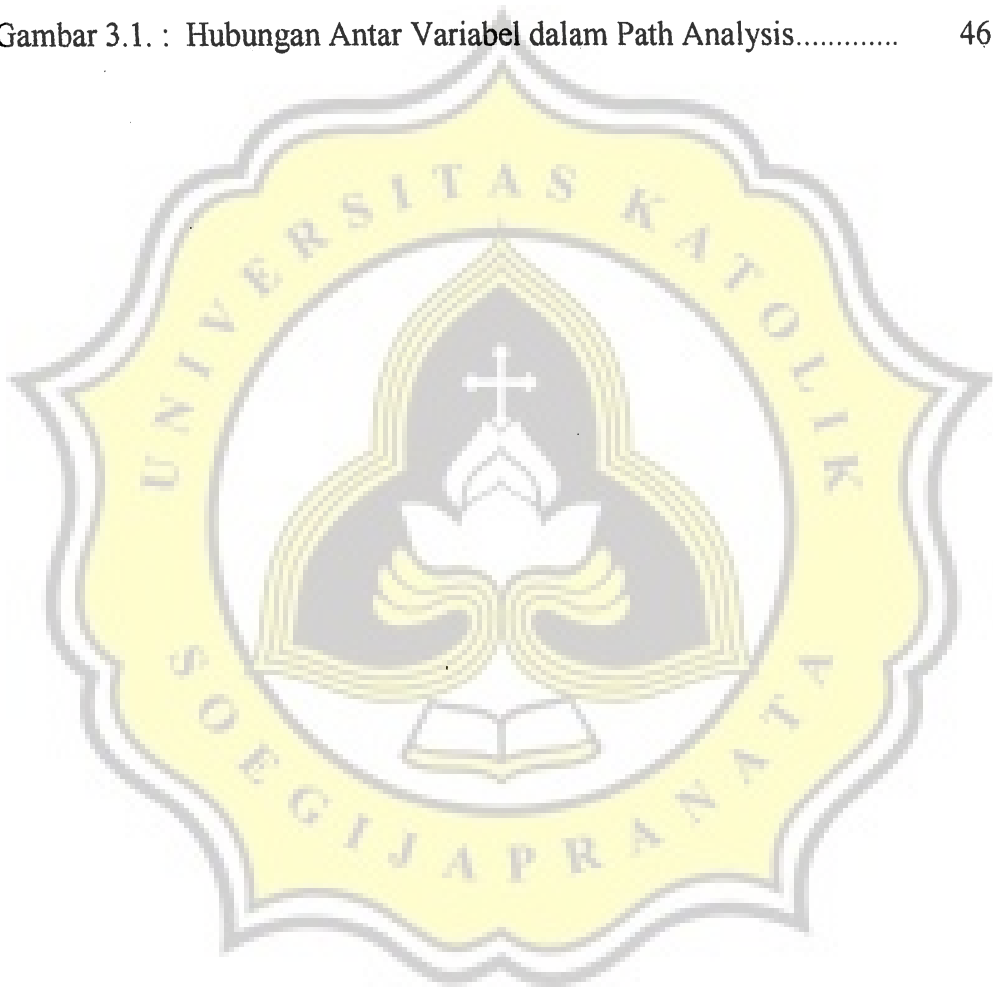 Gambar 3.1. : Hubungan Antar Variabel dalam Path Analysis............. 46
UNIVERSITAS KATOLIK
SOEGIJAPRANATA